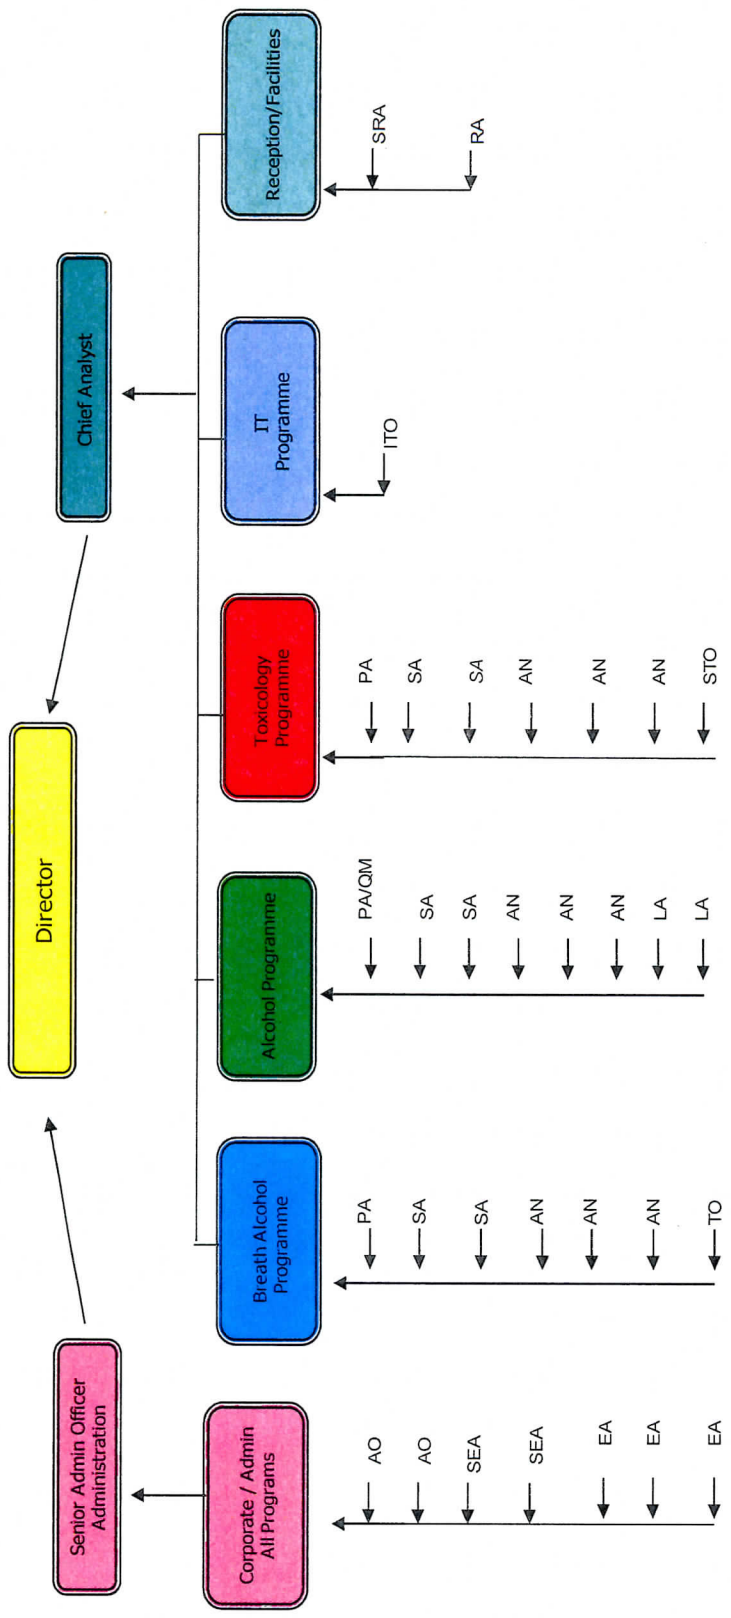 Director
Senior Admin Officer
Administration
Chief Analyst
Corporate / Admin
All Programs
Breath Alcohol
Programme
Alcohol Programme
Toxicology
Programme
IT
Programme
Reception/Facilities
AO
AO
SEA
SEA
EA
EA
EA
PA
SA
SA
AN
AN
AN
TO
PA/QM
SA
SA
AN
AN
AN
LA
LA
PA
SA
SA
AN
AN
AN
STO
ITO
SRA
RA